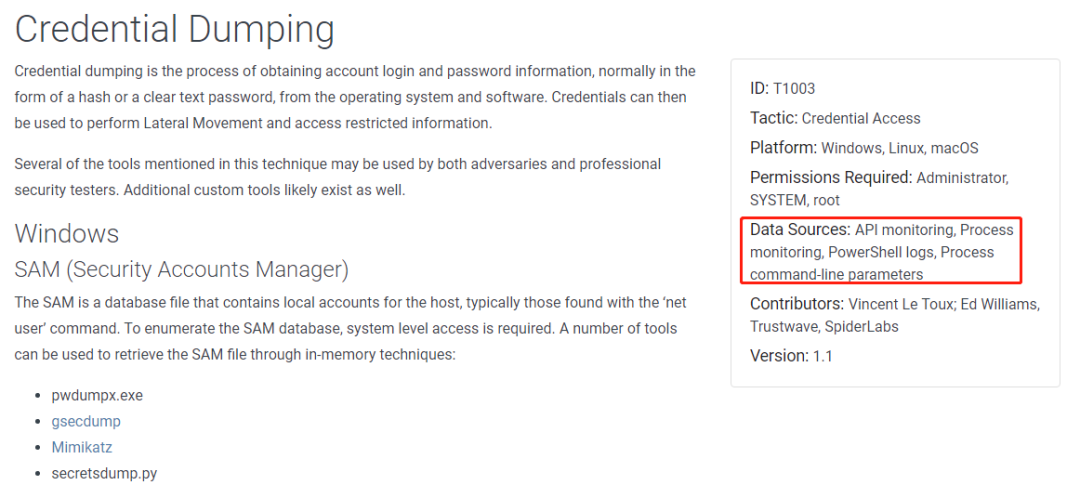 Credential Dumping
Credential dumping is the process of obtaining account login and password information, normally in the
form of a hash or a clear text password, from the operating system and software. Credentials can then
be used to perform Lateral Movement and access restricted information.
Several of the tools mentioned in this technique may be used by both adversaries and professional
security testers. Additional custom tools likely exist as well.
Windows
SAM (Security Accounts Manager)
The SAM is a database file that contains local accounts for the host, typically those found with the ‘net
user’ command. To enumerate the SAM database, system level access is required. A number of tools
can be used to retrieve the SAM file through in-memory techniques:
• pwdumpx.exe
• gsecdump
• Mimikatz
• secretsdump.py
ID: T1003
Tactic: Credential Access
Platform: Windows, Linux, macOS
Permissions Required: Administrator,
SYSTEM, root
Data Sources: API monitoring, Process
monitoring, PowerShell logs, Process
command-line parameters
Contributors: Vincent Le Toux; Ed Williams,
Trustwave, SpiderLabs
Version: 1.1